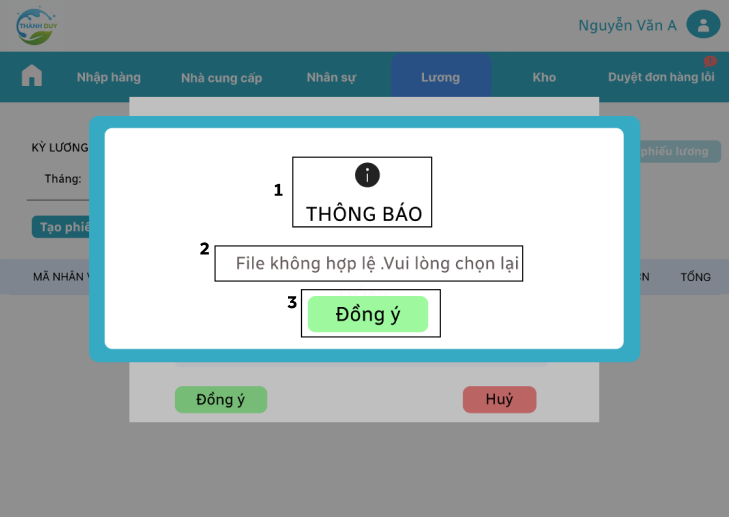 THÀNH DUY
Nguyễn Văn A
Nhập hàng
Nhà cung cấp
Nhân sự
Lương
Kho
Duyệt đơn hàng lỗi
KỲ LƯƠNG
phiếu lương
Tháng:
Tạo phiế
MÃ NHÂN V
N
TỔNG
1
THÔNG BÁO
2
File không hợp lệ .Vui lòng chọn lại
3
Đồng ý
Đồng ý
Huỷ